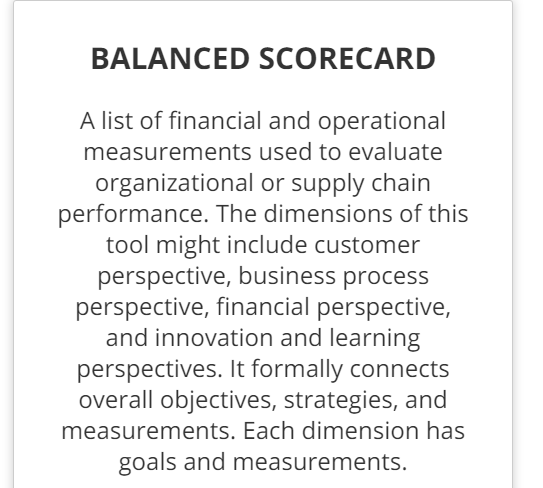 BALANCED SCORECARD
A list of financial and operational
measurements used to evaluate
organizational or supply chain
performance. The dimensions of this
tool might include customer
perspective, business process
perspective, financial perspective,
and innovation and learning
perspectives. It formally connects
overall objectives, strategies, and
measurements. Each dimension has
goals and measurements.